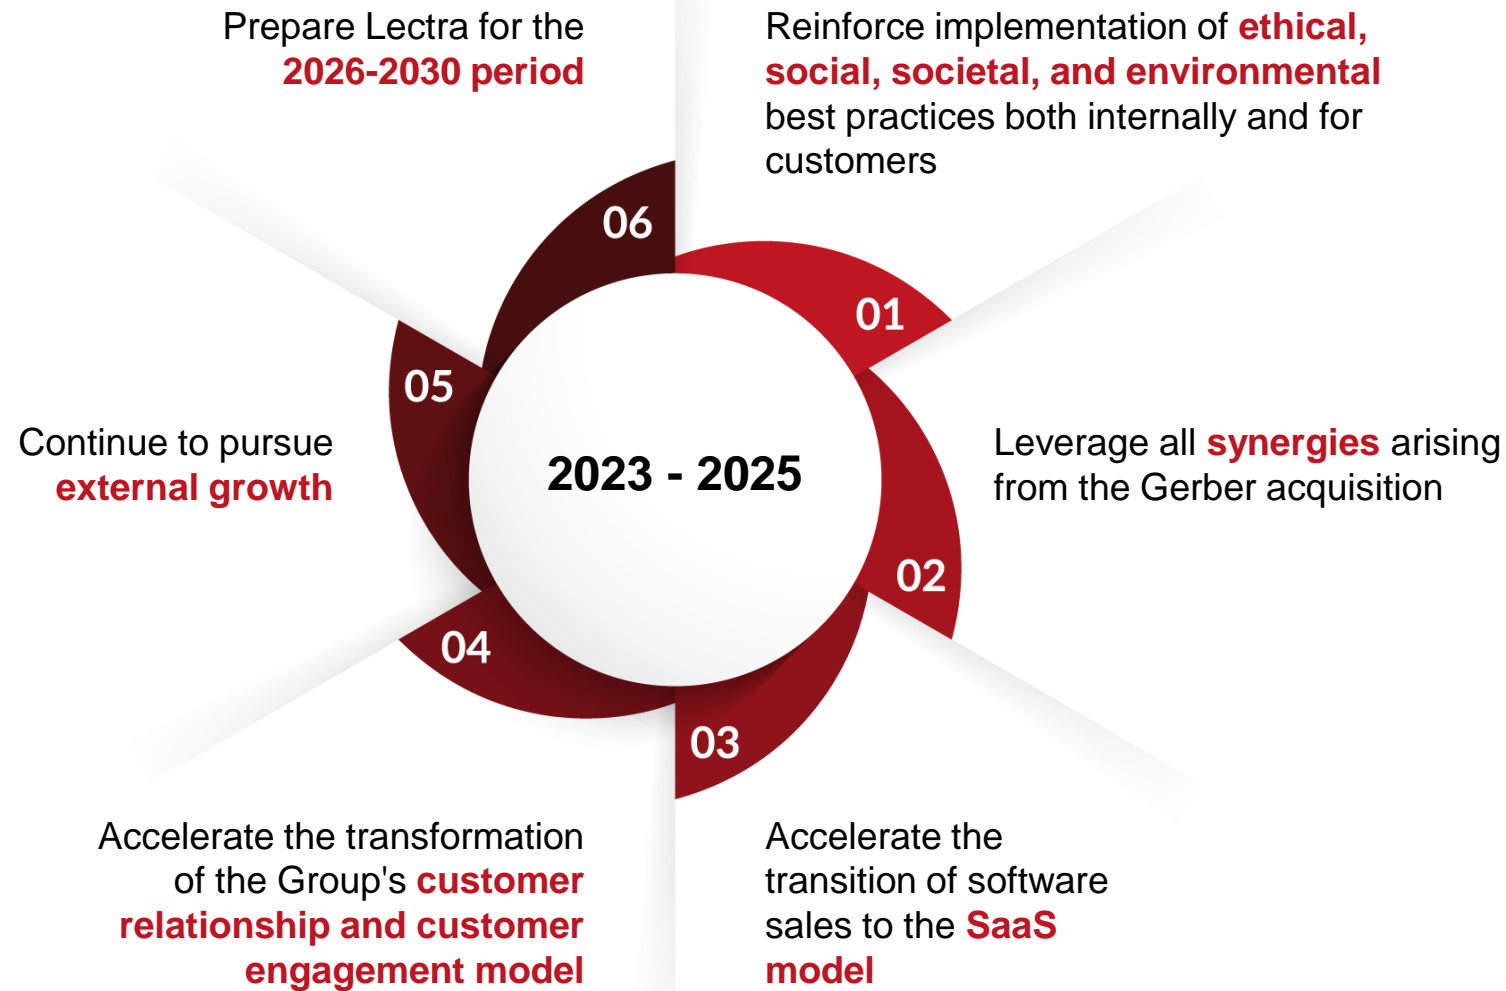 Prepare Lectra for the
2026-2030 period
Reinforce implementation of ethical,
social, societal, and environmental
best practices both internally and for
customers
06
01
05
Continue to pursue
external growth
2023 - 2025
Leverage all synergies arising
from the Gerber acquisition
02
04
03
Accelerate the transformation
of the Group's customer
relationship and customer
engagement model
Accelerate the
transition of software
sales to the SaaS
model